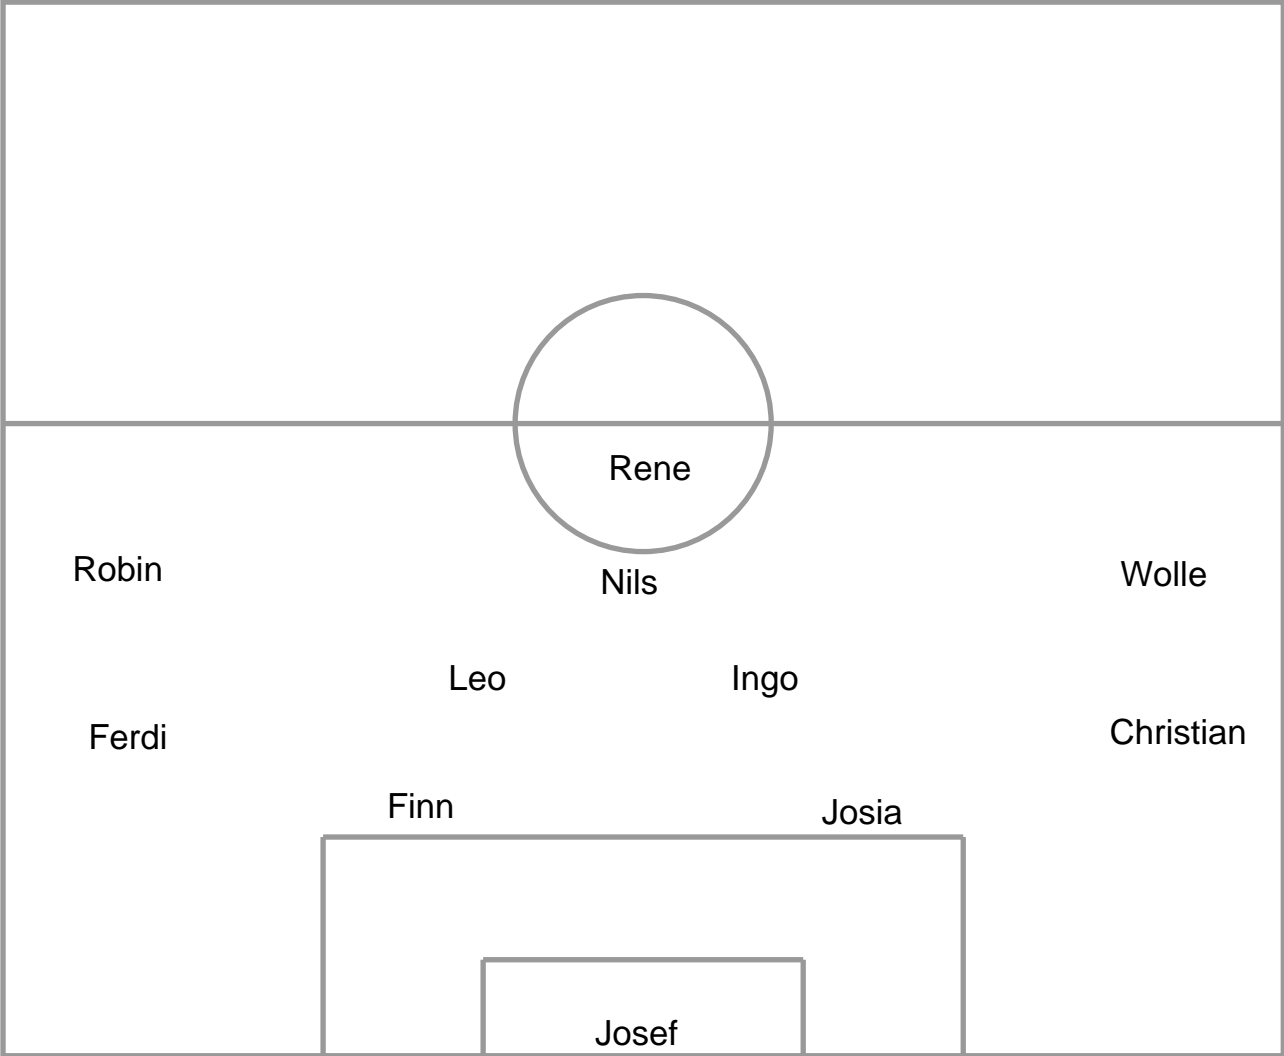 Rene
Robin
Nils
Wolle
Leo
Ingo
Ferdi
Christian
Finn
Josia
Josef